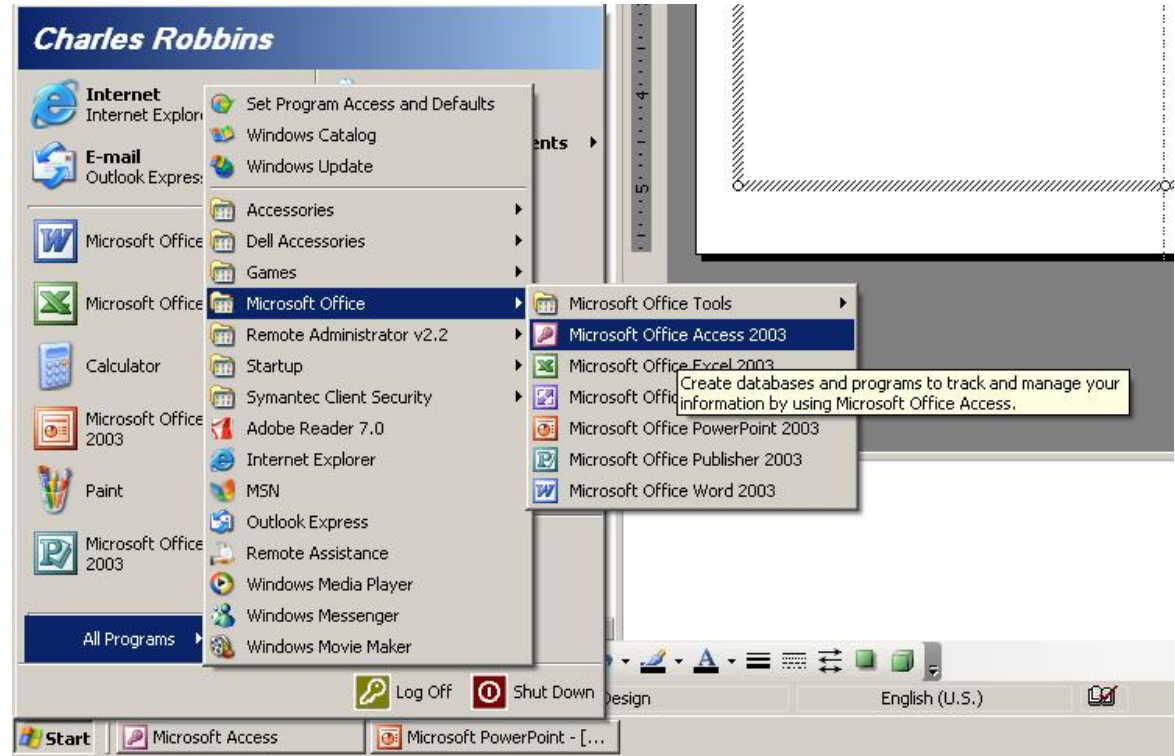 Charles Robbins
Internet
Internet Explor
E-mail
Outlook Expres
Microsoft Office
Microsoft Office
Calculator
Microsoft Office
2003
Paint
Microsoft Office
2003
All Programs
Set Program Access and Defaults
Windows Catalog
Windows Update
Accessories
Dell Accessories
Games
Microsoft Office
Remote Administrator v2.2
Startup
Symantec Client Security
Adobe Reader 7.0
Internet Explorer
MSN
Outlook Express
Remote Assistance
Windows Media Player
Windows Messenger
Windows Movie Maker
ents
Microsoft Office Tools
Microsoft Office Access 2003
Microsoft Office Excel 2003
Create databases and programs to track and manage your
information by using Microsoft Office Access.
Microsoft Offic
Microsoft Office PowerPoint 2003
Microsoft Office Publisher 2003
Microsoft Office Word 2003
4
5
Log Off
Shut Down
Design
English (U.S.)
Start
Microsoft Access
Microsoft PowerPoint - [...